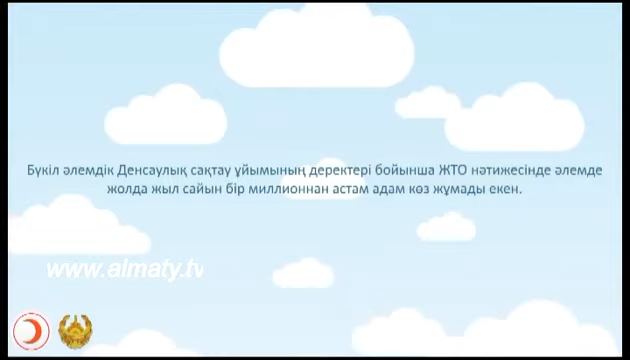 Бүкіл әлемдік Денсаулық сақтау ұйымының деректері бойынша ЖТО нәтижесінде әлемде
жолда жыл сайын бір миллионнан астам адам көз жұмады екен.
www.almaty.tv